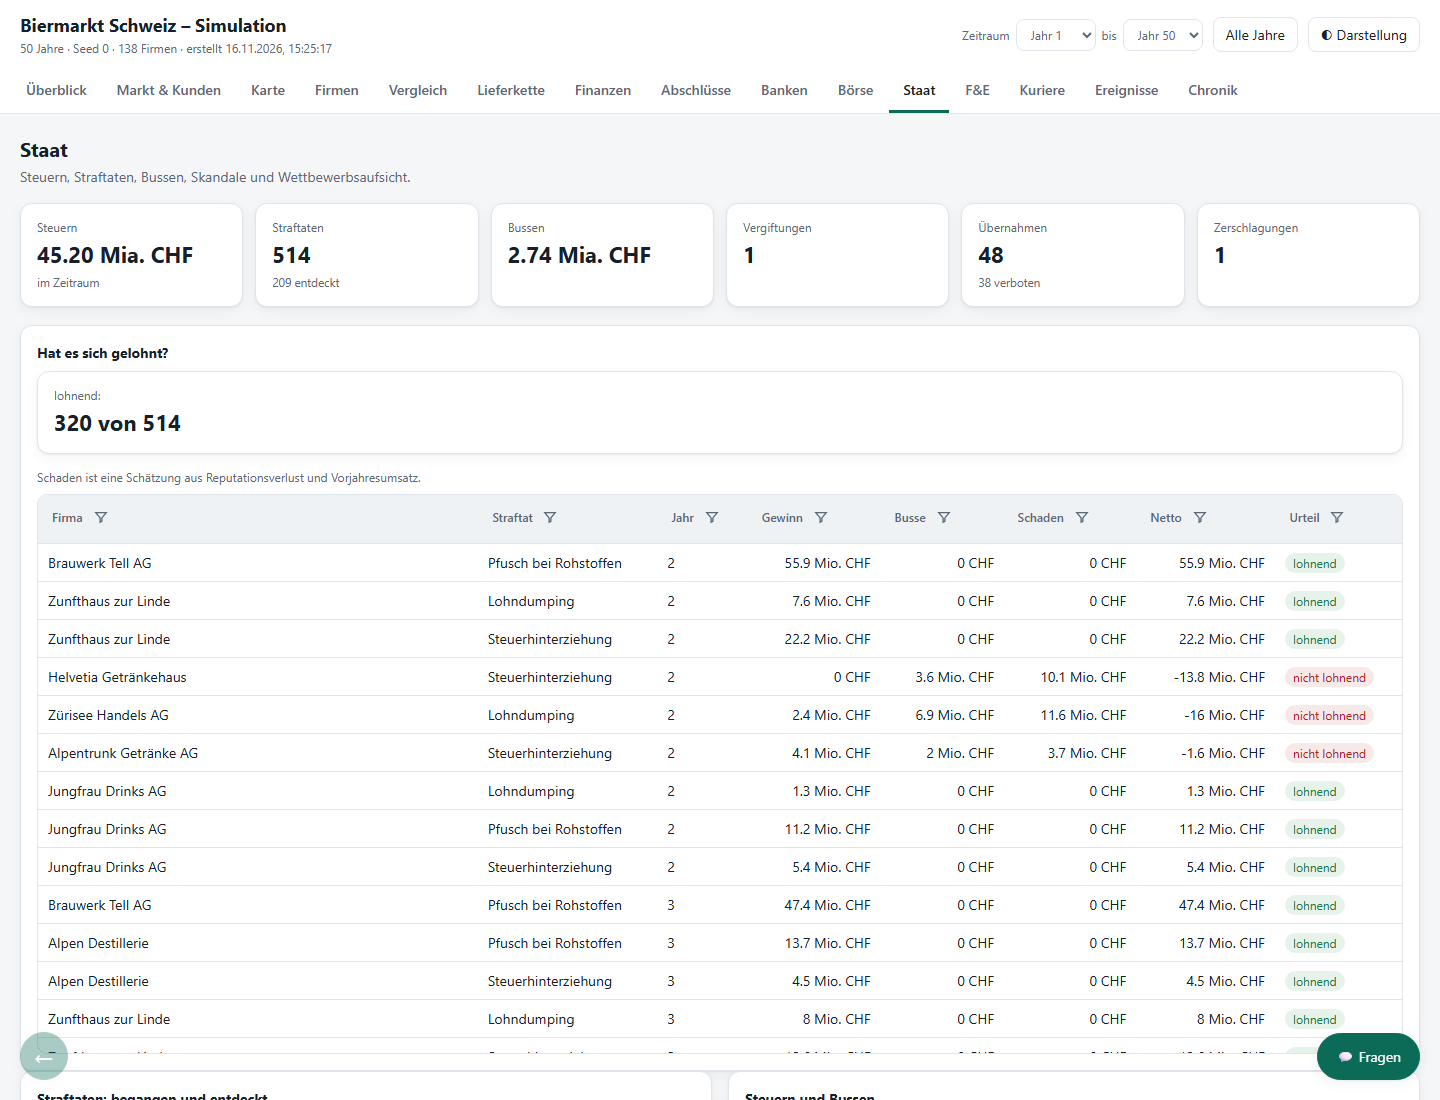 Biermarkt Schweiz – Simulation
50 Jahre · Seed 0 · 138 Firmen · erstellt 16.11.2026, 15:25:17
Zeitraum Jahr 1 bis Jahr 50 Alle Jahre Darstellung
Überblick Markt & Kunden Karte Firmen Vergleich Lieferkette Finanzen Abschlüsse Banken Börse Staat F&E Kuriere Ereignisse Chronik
Staat
Steuern, Straftaten, Bussen, Skandale und Wettbewerbsaufsicht.
Steuern
45.20 Mia. CHF
im Zeitraum
Straftaten
514
209 entdeckt
Bussen
2.74 Mia. CHF
Vergiftungen
1
Übernahmen
48
38 verboten
Zerschlagungen
1
Hat es sich gelohnt?
lohnend:
320 von 514
Schaden ist eine Schätzung aus Reputationsverlust und Vorjahresumsatz.
Firma Straftat Jahr Gewinn Busse Schaden Netto Urteil
Brauwerk Tell AG Pfusch bei Rohstoffen 2 55.9 Mio. CHF 0 CHF 0 CHF 55.9 Mio. CHF lohnend
Zunfthaus zur Linde Lohndumping 2 7.6 Mio. CHF 0 CHF 0 CHF 7.6 Mio. CHF lohnend
Zunfthaus zur Linde Steuerhinterziehung 2 22.2 Mio. CHF 0 CHF 0 CHF 22.2 Mio. CHF lohnend
Helvetia Getränkehaus Steuerhinterziehung 2 0 CHF 3.6 Mio. CHF 10.1 Mio. CHF -13.8 Mio. CHF nicht lohnend
Zürisee Handels AG Lohndumping 2 2.4 Mio. CHF 6.9 Mio. CHF 11.6 Mio. CHF -16 Mio. CHF nicht lohnend
Alpentrunk Getränke AG Steuerhinterziehung 2 4.1 Mio. CHF 2 Mio. CHF 3.7 Mio. CHF -1.6 Mio. CHF nicht lohnend
Jungfrau Drinks AG Lohndumping 2 1.3 Mio. CHF 0 CHF 0 CHF 1.3 Mio. CHF lohnend
Jungfrau Drinks AG Pfusch bei Rohstoffen 2 11.2 Mio. CHF 0 CHF 0 CHF 11.2 Mio. CHF lohnend
Jungfrau Drinks AG Steuerhinterziehung 2 5.4 Mio. CHF 0 CHF 0 CHF 5.4 Mio. CHF lohnend
Brauwerk Tell AG Pfusch bei Rohstoffen 3 47.4 Mio. CHF 0 CHF 0 CHF 47.4 Mio. CHF lohnend
Alpen Destillerie Pfusch bei Rohstoffen 3 13.7 Mio. CHF 0 CHF 0 CHF 13.7 Mio. CHF lohnend
Alpen Destillerie Steuerhinterziehung 3 4.5 Mio. CHF 0 CHF 0 CHF 4.5 Mio. CHF lohnend
Zunfthaus zur Linde Lohndumping 3 8 Mio. CHF 0 CHF 0 CHF 8 Mio. CHF lohnend
Fragen
Straftaten: begangen und entdeckt
Steuern und Bussen